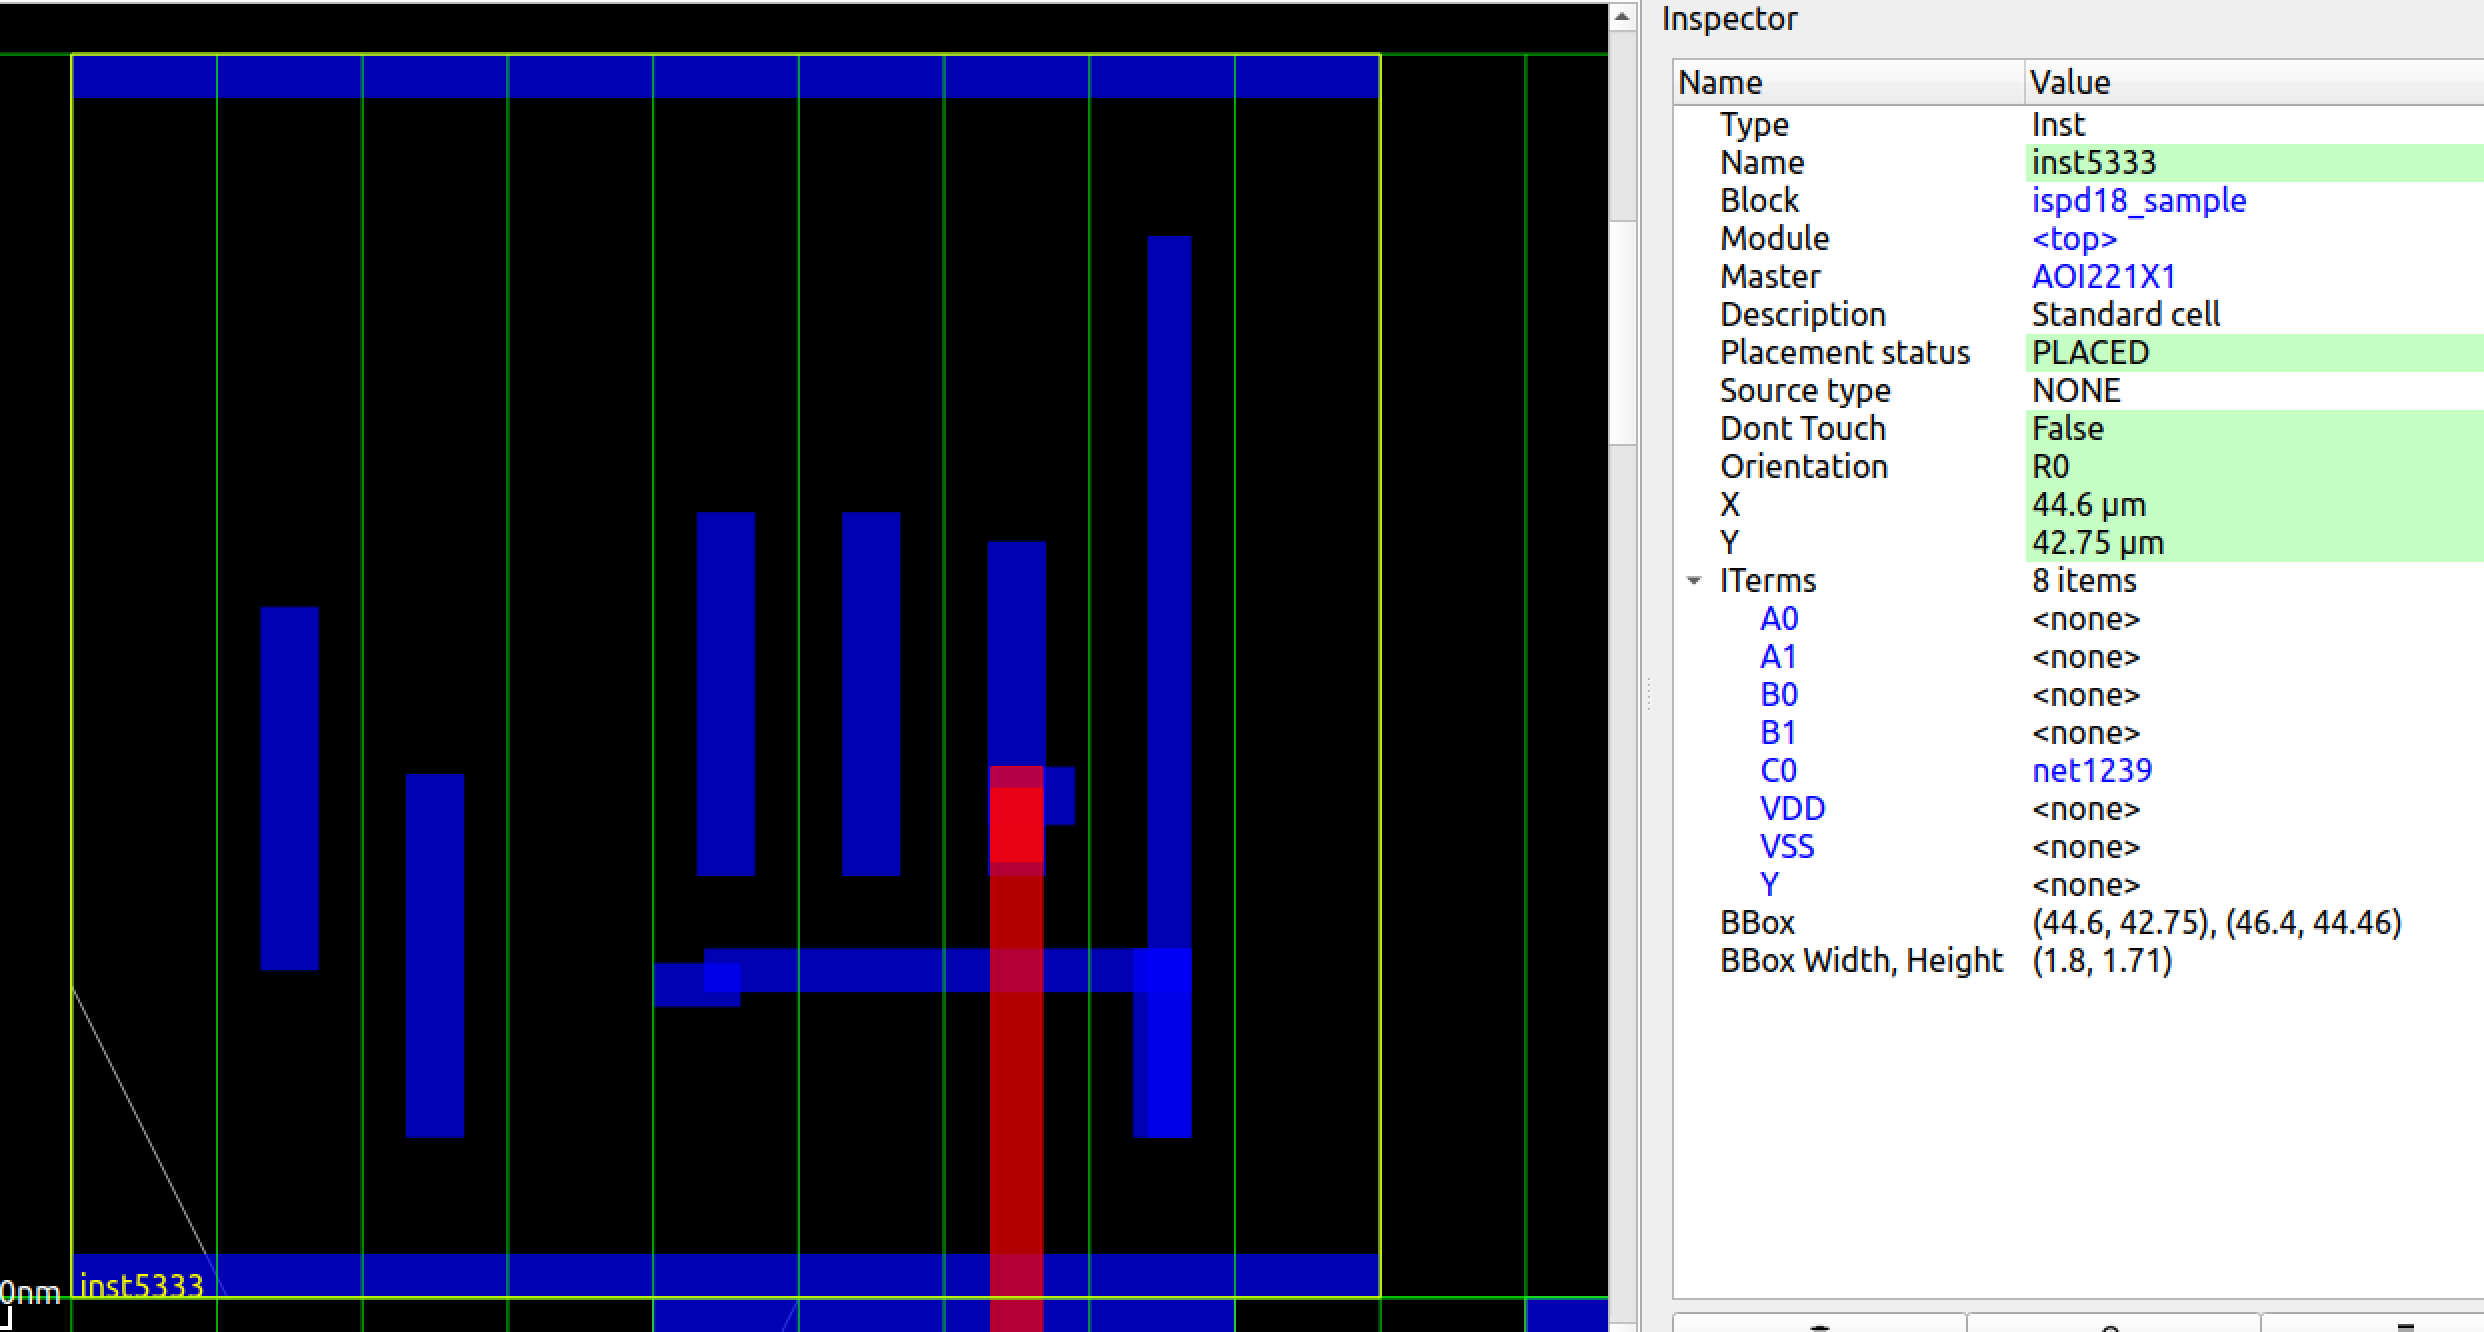 Inspector
Name Value
Type Inst
Name inst5333
Block ispd18_sample
Module <top>
Master AOI221X1
Description Standard cell
Placement status PLACED
Source type NONE
Dont Touch False
Orientation R0
X 44.6 µm
Y 42.75 µm
ITerms 8 items
A0 <none>
A1 <none>
B0 <none>
B1 <none>
C0 net1239
VDD <none>
VSS <none>
Y <none>
BBox (44.6, 42.75), (46.4, 44.46)
BBox Width, Height (1.8, 1.71)
0nm
inst5333